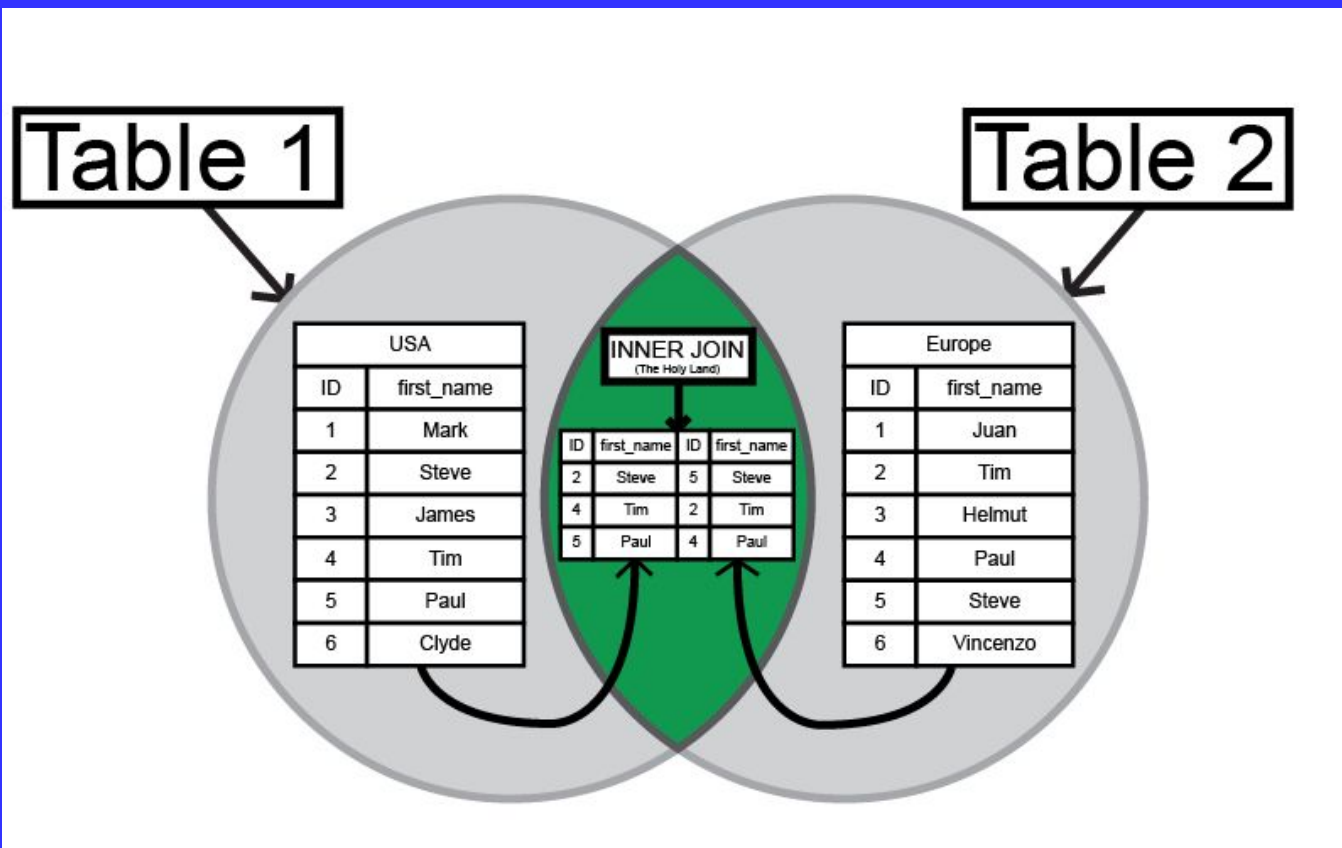 Table 1
Table 2
USA
ID first_name
1 Mark
2 Steve
3 James
4 Tim
5 Paul
6 Clyde
INNER JOIN
(The Holy Land)
ID first_name ID first_name
2 Steve 5 Steve
4 Tim 2 Tim
5 Paul 4 Paul
Europe
ID first_name
1 Juan
2 Tim
3 Helmut
4 Paul
5 Steve
6 Vincenzo